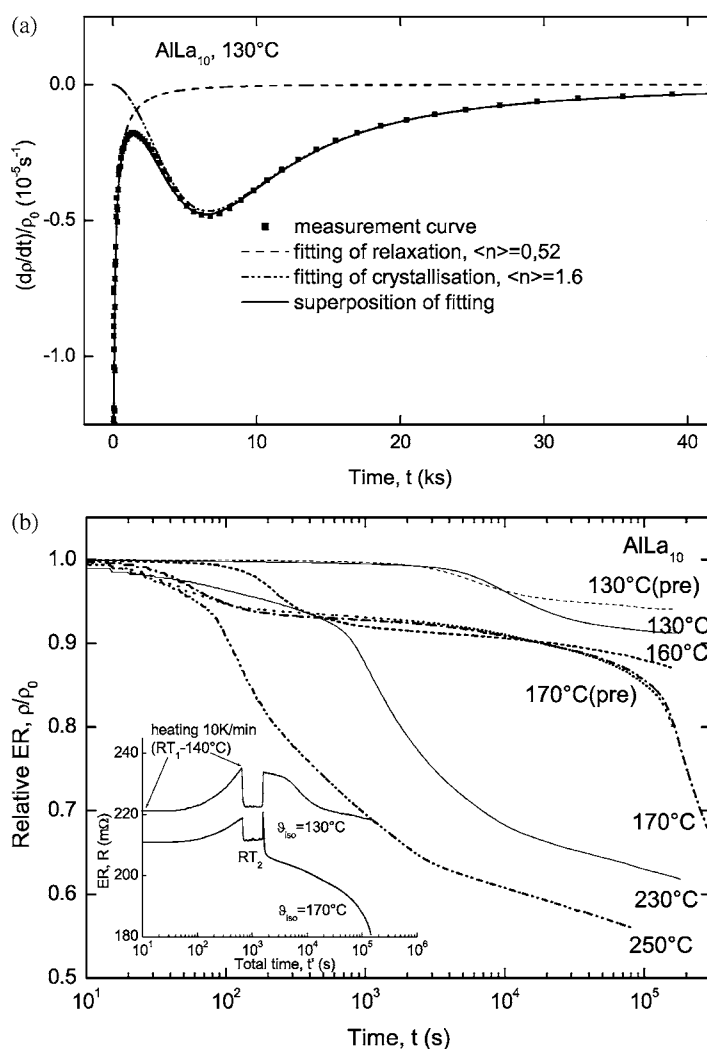 (a)
AlLa10, 130°C
0.0
-0.5
-1.0
(dρ/dt)/ρ0 (10-5s-1)
measurement curve
fitting of relaxation, <n>=0,52
fitting of crystallisation, <n>=1.6
superposition of fitting
0 10 20 30 40
Time, t (ks)
(b)
AlLa10
1.0
0.9
0.8
0.7
0.6
0.5
Relative ER, ρ/ρ0
130°C(pre)
130°C
160°C
170°C(pre)
170°C
230°C
250°C
heating 10K/min
(RT1-140°C)
240
220
200
180
ER, R (mΩ)
ϑiso=130°C
RT2
ϑiso=170°C
10^1 10^2 10^3 10^4 10^5 10^6
Total time, t' (s)
10^1 10^2 10^3 10^4 10^5
Time, t (s)